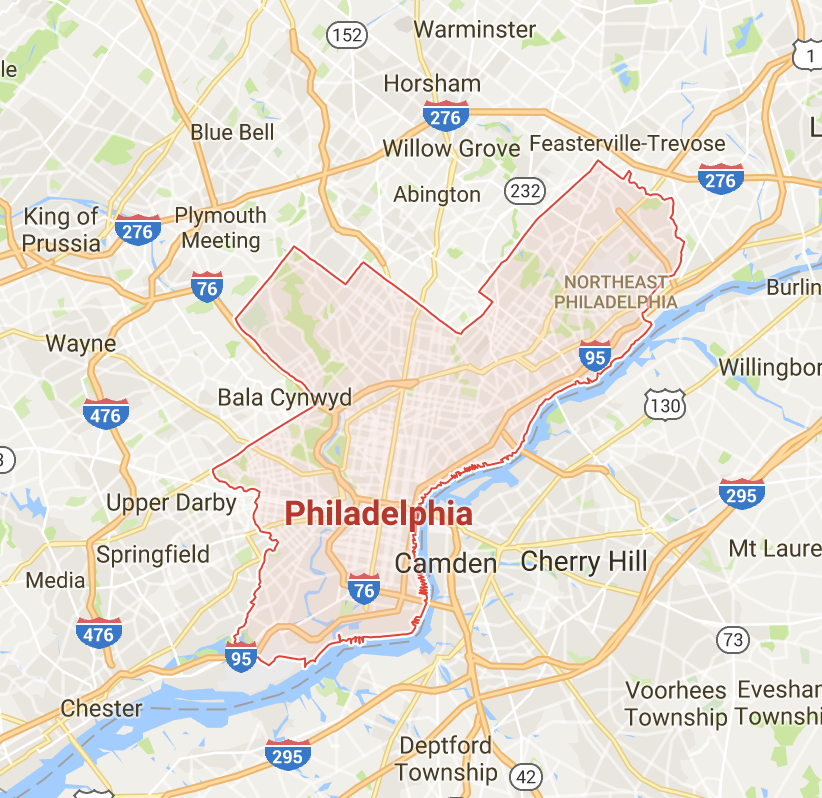 152
Warminster
1
le
Horsham
276
L
Blue Bell
Willow Grove
Feasterville-Trevose
276
Abington
232
King of
Prussia
276
Plymouth
Meeting
76
NORTHEAST
PHILADELPHIA
Burlin
Wayne
95
Willingbor
Bala Cynwyd
476
130
3
295
Upper Darby
Philadelphia
Springfield
Camden
Cherry Hill
Mt Laure
Media
76
476
73
95
Chester
Voorhees
Township
Evesham
Townshi
295
Deptford
Township
42